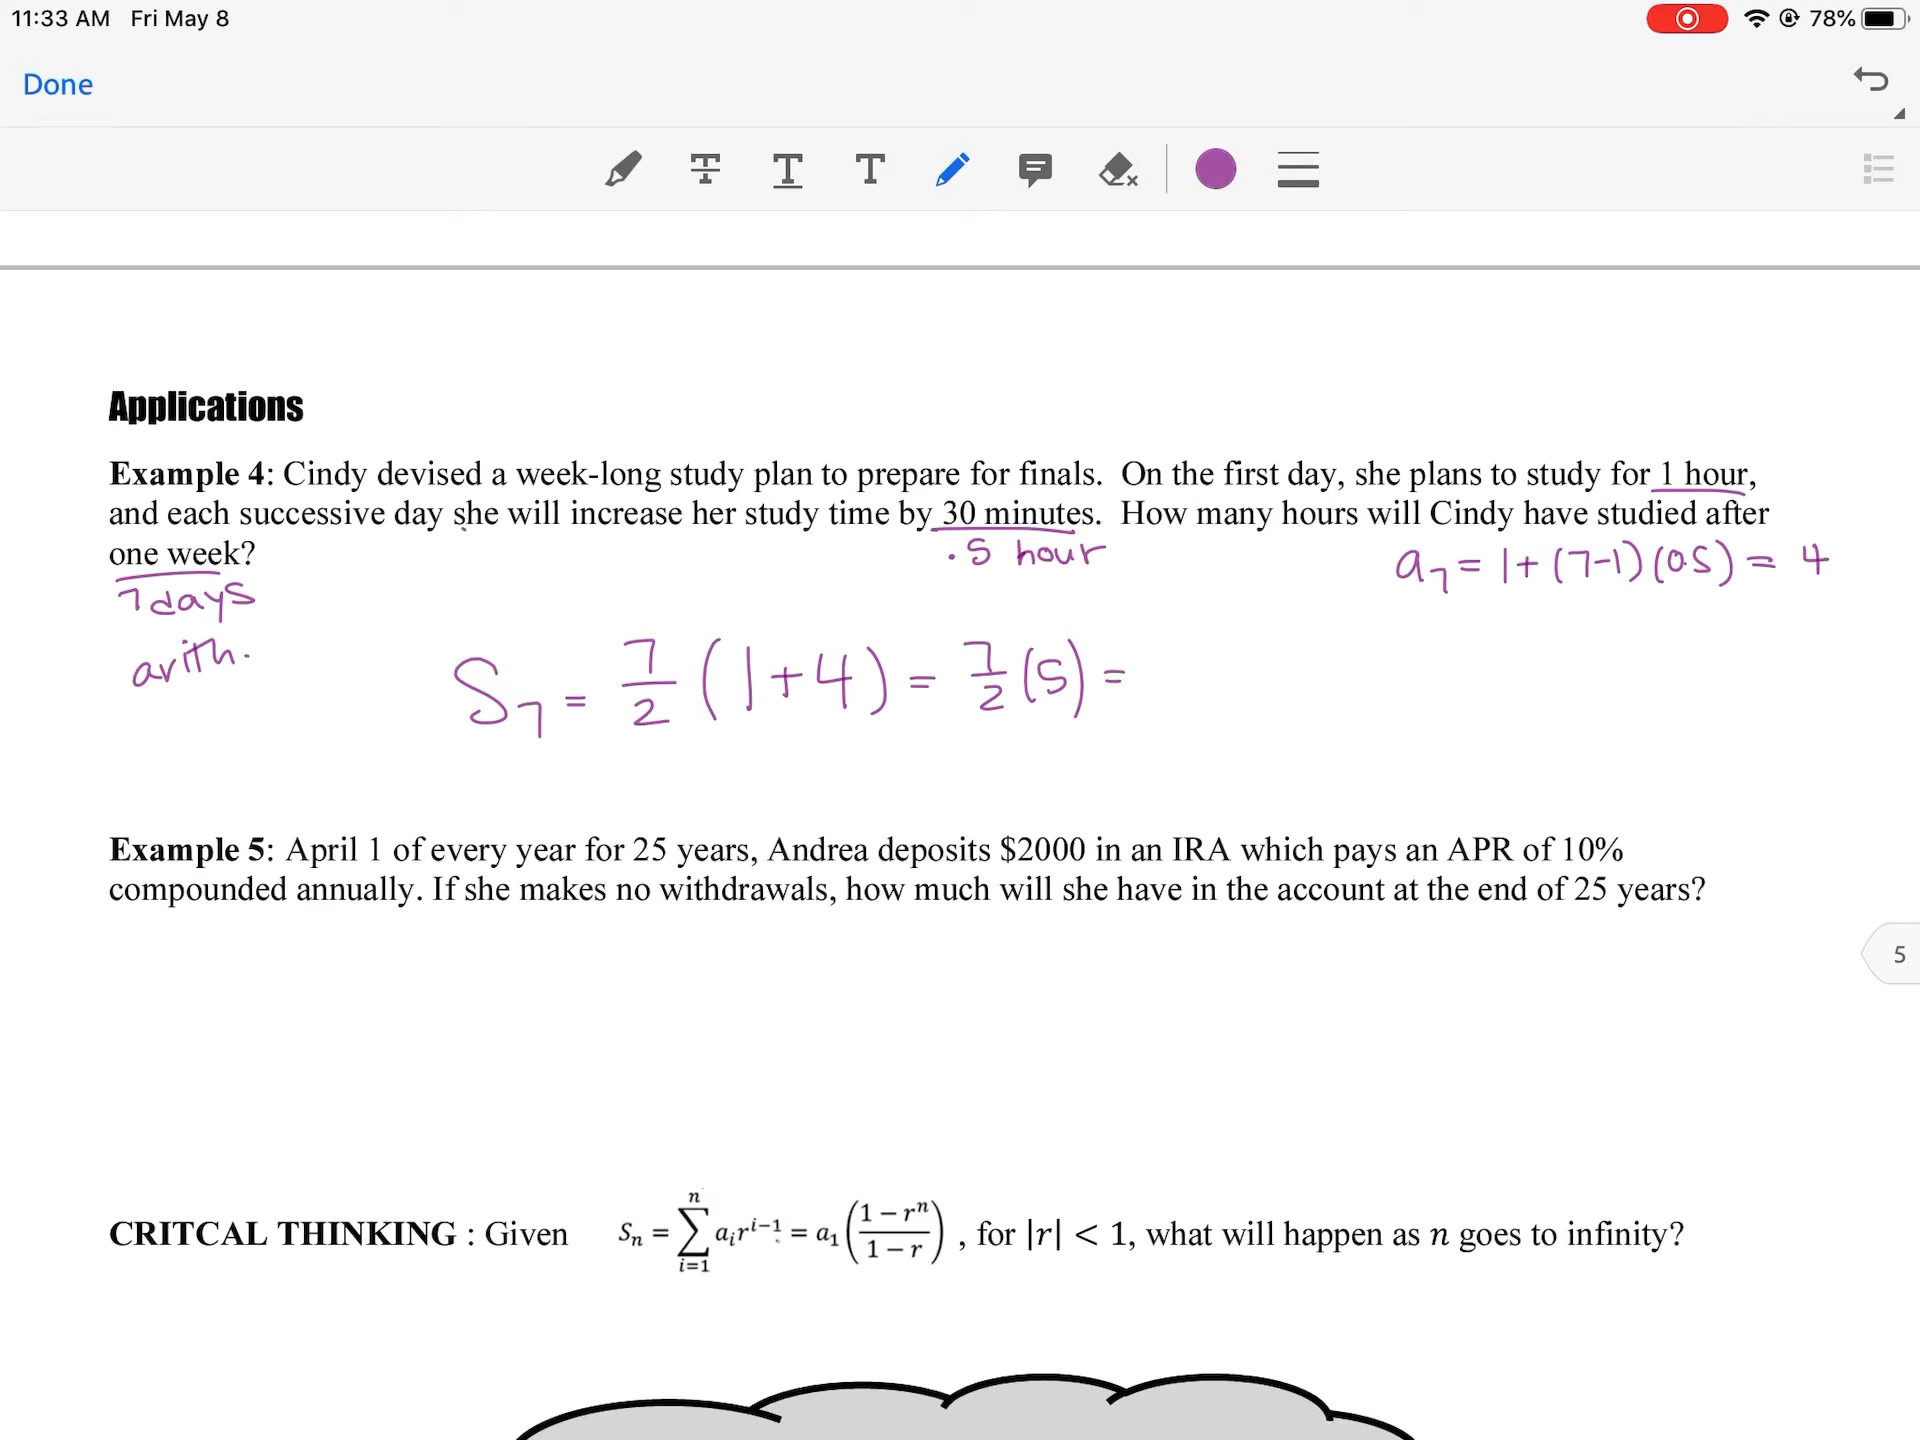 11:33 AM Fri May 8
78%
Done
Applications
Example 4: Cindy devised a week-long study plan to prepare for finals. On the first day, she plans to study for 1 hour,
and each successive day she will increase her study time by 30 minutes. How many hours will Cindy have studied after
one week?
.5 hour
a₇ = 1+(7-1)(0.5) = 4
7 days
arith.
S₇ = 7/2 (1+4) = 7/2 (5) =
Example 5: April 1 of every year for 25 years, Andrea deposits $2000 in an IRA which pays an APR of 10%
compounded annually. If she makes no withdrawals, how much will she have in the account at the end of 25 years?
5
CRITCAL THINKING : Given Sₙ = ∑ⁿᵢ₌₁ aᵢrⁱ⁻¹ = a₁((1−rⁿ)/(1−r)) , for |r| < 1, what will happen as n goes to infinity?